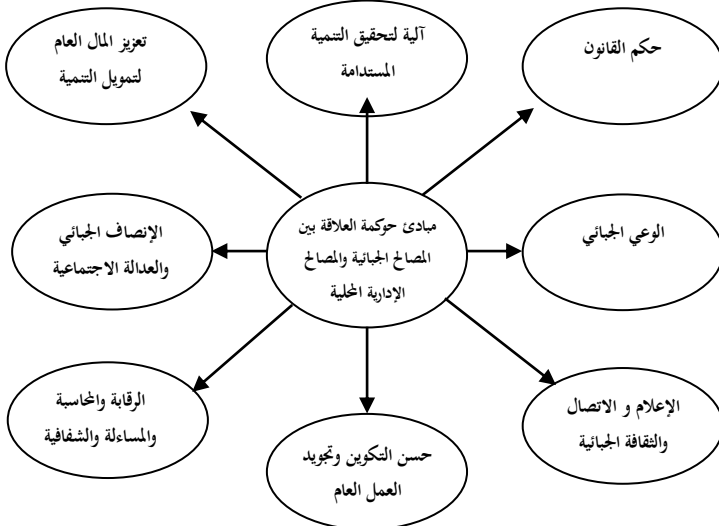 حكم القانون
آلية لتحقيق التنمية
المستدامة
تعزيز المال العام
لتمويل التنمية
الوعي الجبائي
مبادئ حوكمة العلاقة بين
المصالح الجبائية والمصالح
الإدارية المحلية
الإنصاف الجبائي
والعدالة الاجتماعية
الإعلام و الاتصال
والثقافة الجبائية
حسن التكوين وتجويد
العمل العام
الرقابة والمحاسبة
والمساءلة والشفافية